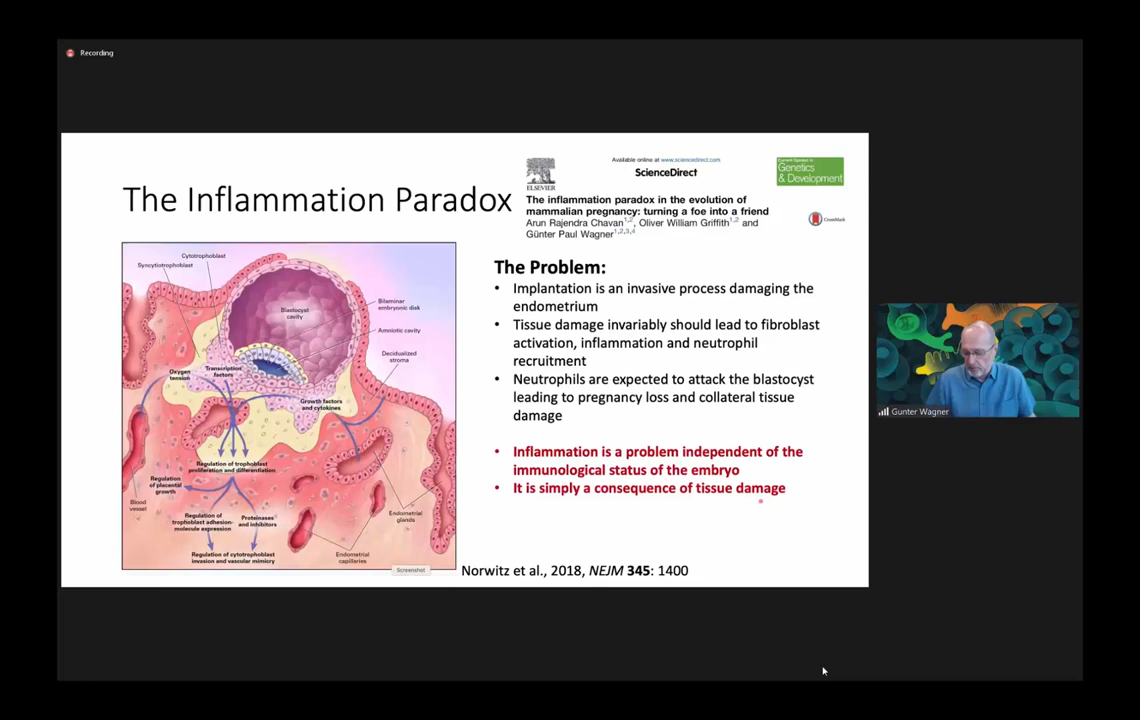 Recording
The Inflammation Paradox
ELSEVIER
Available online at www.sciencedirect.com
ScienceDirect
Current Opinion in
Genetics
& Development
The inflammation paradox in the evolution of
mammalian pregnancy: turning a foe into a friend
Arun Rajendra Chavan1,2, Oliver William Griffith1,2 and
Günter Paul Wagner1,2,3,4
CrossMark
Cytotrophoblast
Syncytiotrophoblast
Blastocyst
cavity
Bilaminar
embryonic disk
Amniotic cavity
Decidualized
stroma
Oxygen
tension
Transcription
factors
Growth factors
and cytokines
Regulation of trophoblast
proliferation and differentiation
Regulation
of placental
growth
Blood
vessel
Regulation of
trophoblast adhesion-
molecule expression
Proteinases
and inhibitors
Endometrial
glands
Regulation of cytotrophoblast
invasion and vascular mimicry
Endometrial
capillaries
Screenshot
The Problem:
• Implantation is an invasive process damaging the
endometrium
• Tissue damage invariably should lead to fibroblast
activation, inflammation and neutrophil
recruitment
• Neutrophils are expected to attack the blastocyst
leading to pregnancy loss and collateral tissue
damage
• Inflammation is a problem independent of the
immunological status of the embryo
• It is simply a consequence of tissue damage
Norwitz et al., 2018, NEJM 345: 1400
Gunter Wagner